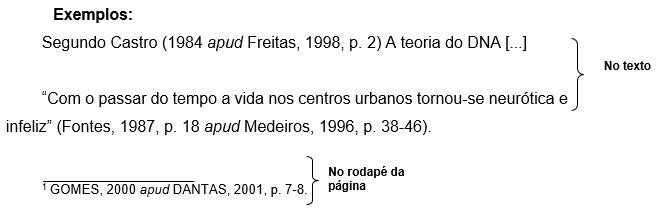 Exemplos:
Segundo Castro (1984 apud Freitas, 1998, p. 2) A teoria do DNA [...]
No texto
“Com o passar do tempo a vida nos centros urbanos tornou-se neurótica e
infeliz” (Fontes, 1987, p. 18 apud Medeiros, 1996, p. 38-46).
1 GOMES, 2000 apud DANTAS, 2001, p. 7-8.
No rodapé da
página